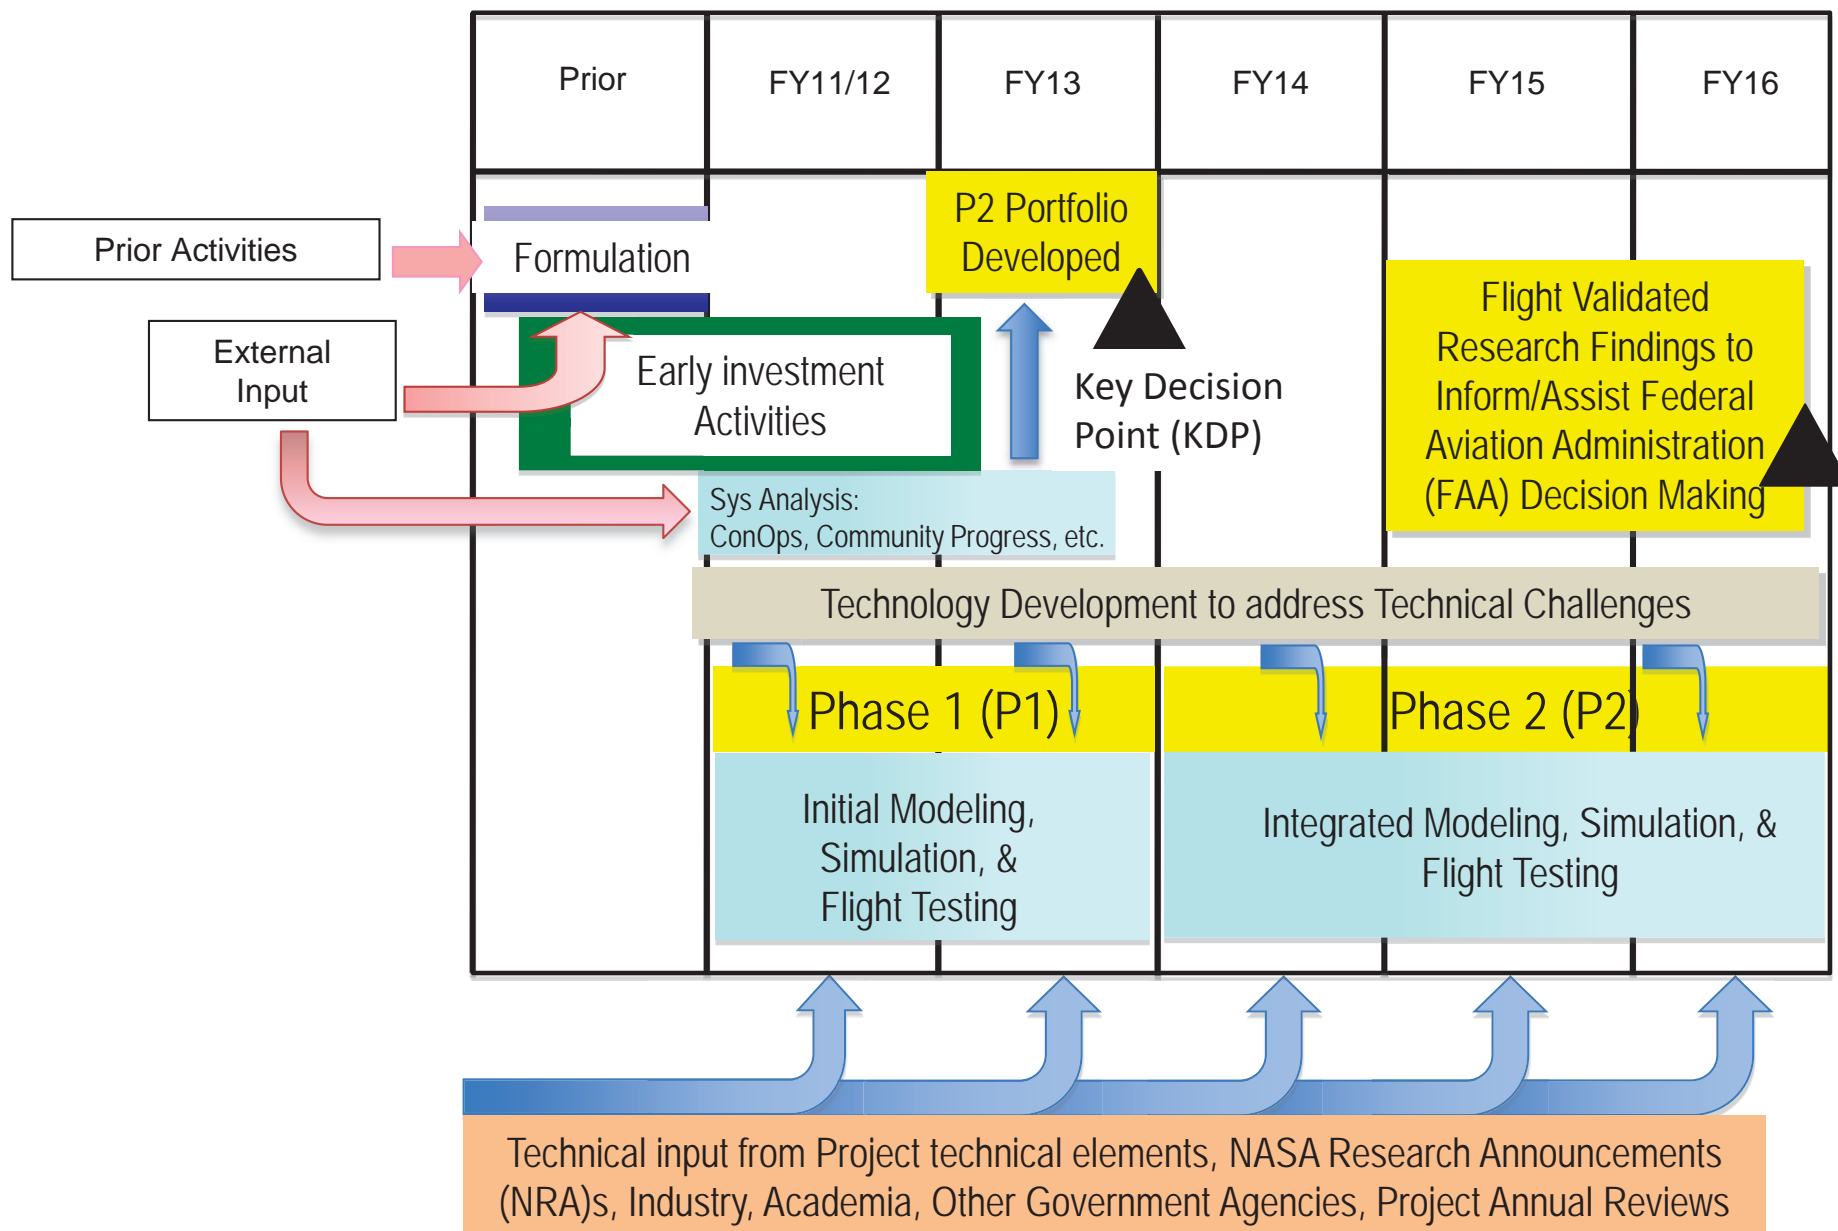 Prior
FY11/12
FY13
FY14
FY15
FY16
Prior Activities
Formulation
P2 Portfolio
Developed
External
Input
Early investment
Activities
Key Decision
Point (KDP)
Flight Validated
Research Findings to
Inform/Assist Federal
Aviation Administration
(FAA) Decision Making
Sys Analysis:
ConOps, Community Progress, etc.
Technology Development to address Technical Challenges
Phase 1 (P1)
Phase 2 (P2)
Initial Modeling,
Simulation, &
Flight Testing
Integrated Modeling, Simulation, &
Flight Testing
Technical input from Project technical elements, NASA Research Announcements
(NRA)s, Industry, Academia, Other Government Agencies, Project Annual Reviews